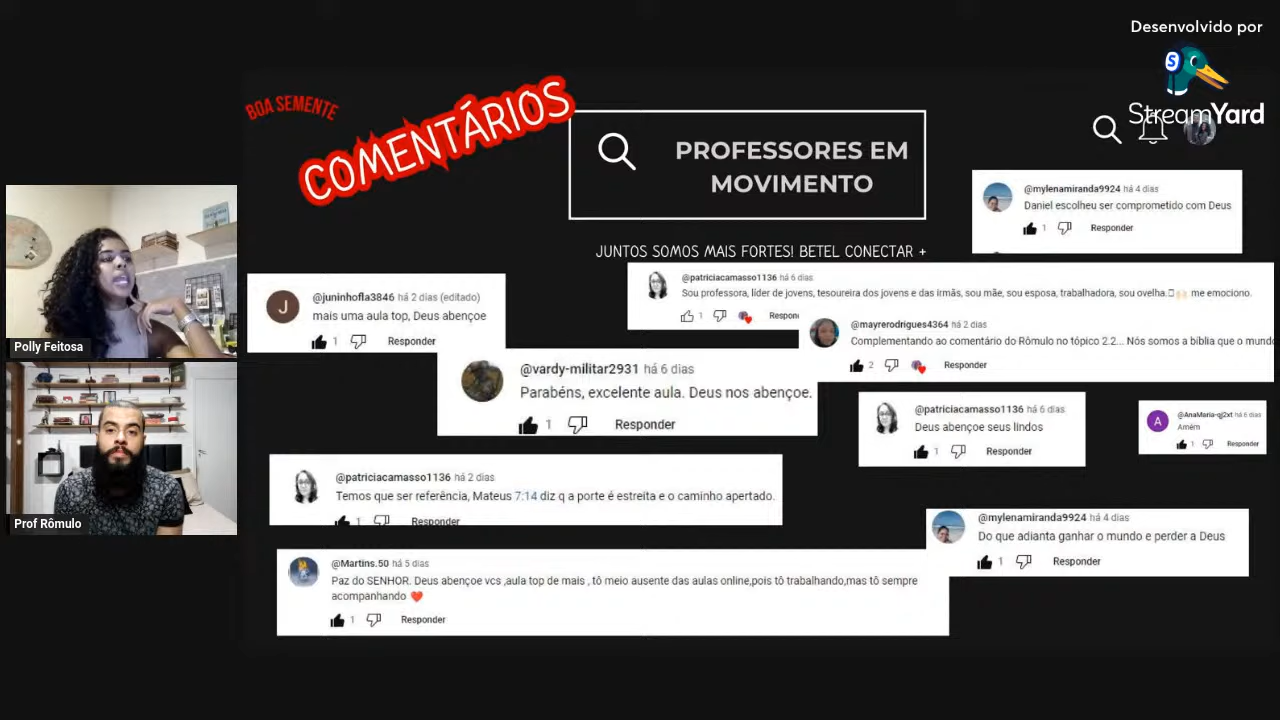 Desenvolvido por
StreamYard
BOA SEMENTE
COMENTÁRIOS
PROFESSORES EM
MOVIMENTO
JUNTOS SOMOS MAIS FORTES! BETEL CONECTAR +
@mylenamiranda9924 há 4 dias
Daniel escolheu ser comprometido com Deus
1 Responder
@patriciacamasso1136 há 6 dias
Sou professora, líder de jovens, tesoureira dos jovens e das irmãs, sou mãe, sou esposa, trabalhadora, sou ovelha. 🙌🏻 me emociono.
1 Respon
@juninhofla3846 há 2 dias (editado)
mais uma aula top, Deus abençoe
1 Responder
@mayrerodrigues4364 há 2 dias
Complementando ao comentário do Rômulo no tópico 2.2... Nós somos a bíblia que o mundo
2 Responder
@vardy-militar2931 há 6 dias
Parabéns, excelente aula. Deus nos abençoe.
1 Responder
@patriciacamasso1136 há 6 dias
Deus abençoe seus lindos
1 Responder
A
@AnaMaria-qj2xt há 6 dias
Amém
1 Responder
J
@patriciacamasso1136 há 2 dias
Temos que ser referência, Mateus 7:14 diz q a porte é estreita e o caminho apertado.
1 Responder
@mylenamiranda9924 há 4 dias
Do que adianta ganhar o mundo e perder a Deus
1 Responder
@Martins.50 há 5 dias
Paz do SENHOR. Deus abençoe vcs ,aula top de mais , tô meio ausente das aulas online,pois tô trabalhando,mas tô sempre
acompanhando ❤️
1 Responder
Polly Feitosa
Prof Rômulo